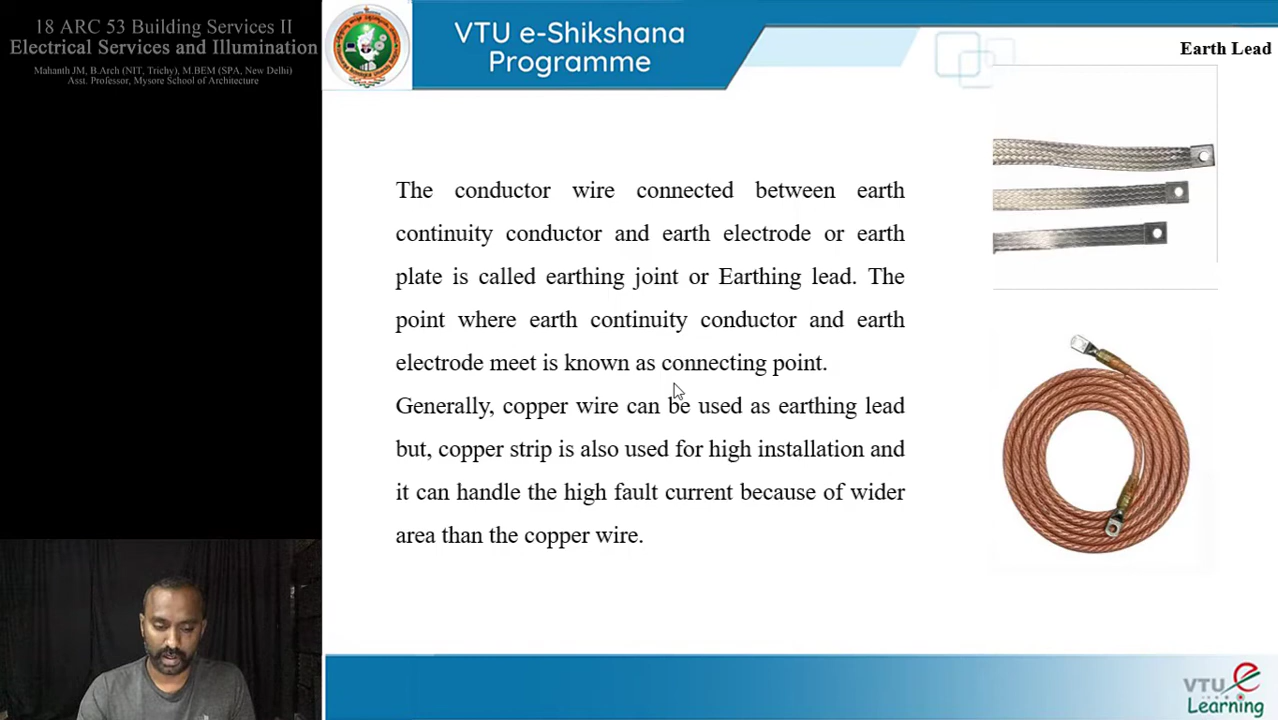 18 ARC 53 Building Services II
Electrical Services and Illumination
Mahanth JM, B.Arch (NIT, Trichy), M.BEM (SPA, New Delhi)
Asst. Professor, Mysore School of Architecture
VTU e-Shikshana
Programme
Earth Lead
The conductor wire connected between earth
continuity conductor and earth electrode or earth
plate is called earthing joint or Earthing lead. The
point where earth continuity conductor and earth
electrode meet is known as connecting point.
Generally, copper wire can be used as earthing lead
but, copper strip is also used for high installation and
it can handle the high fault current because of wider
area than the copper wire.
VTU e
Learning